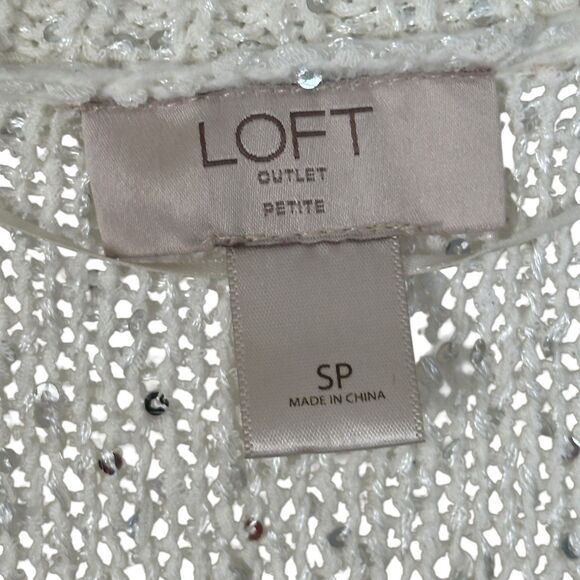 LOFT
OUTLET
PETITE
SP
MADE IN CHINA